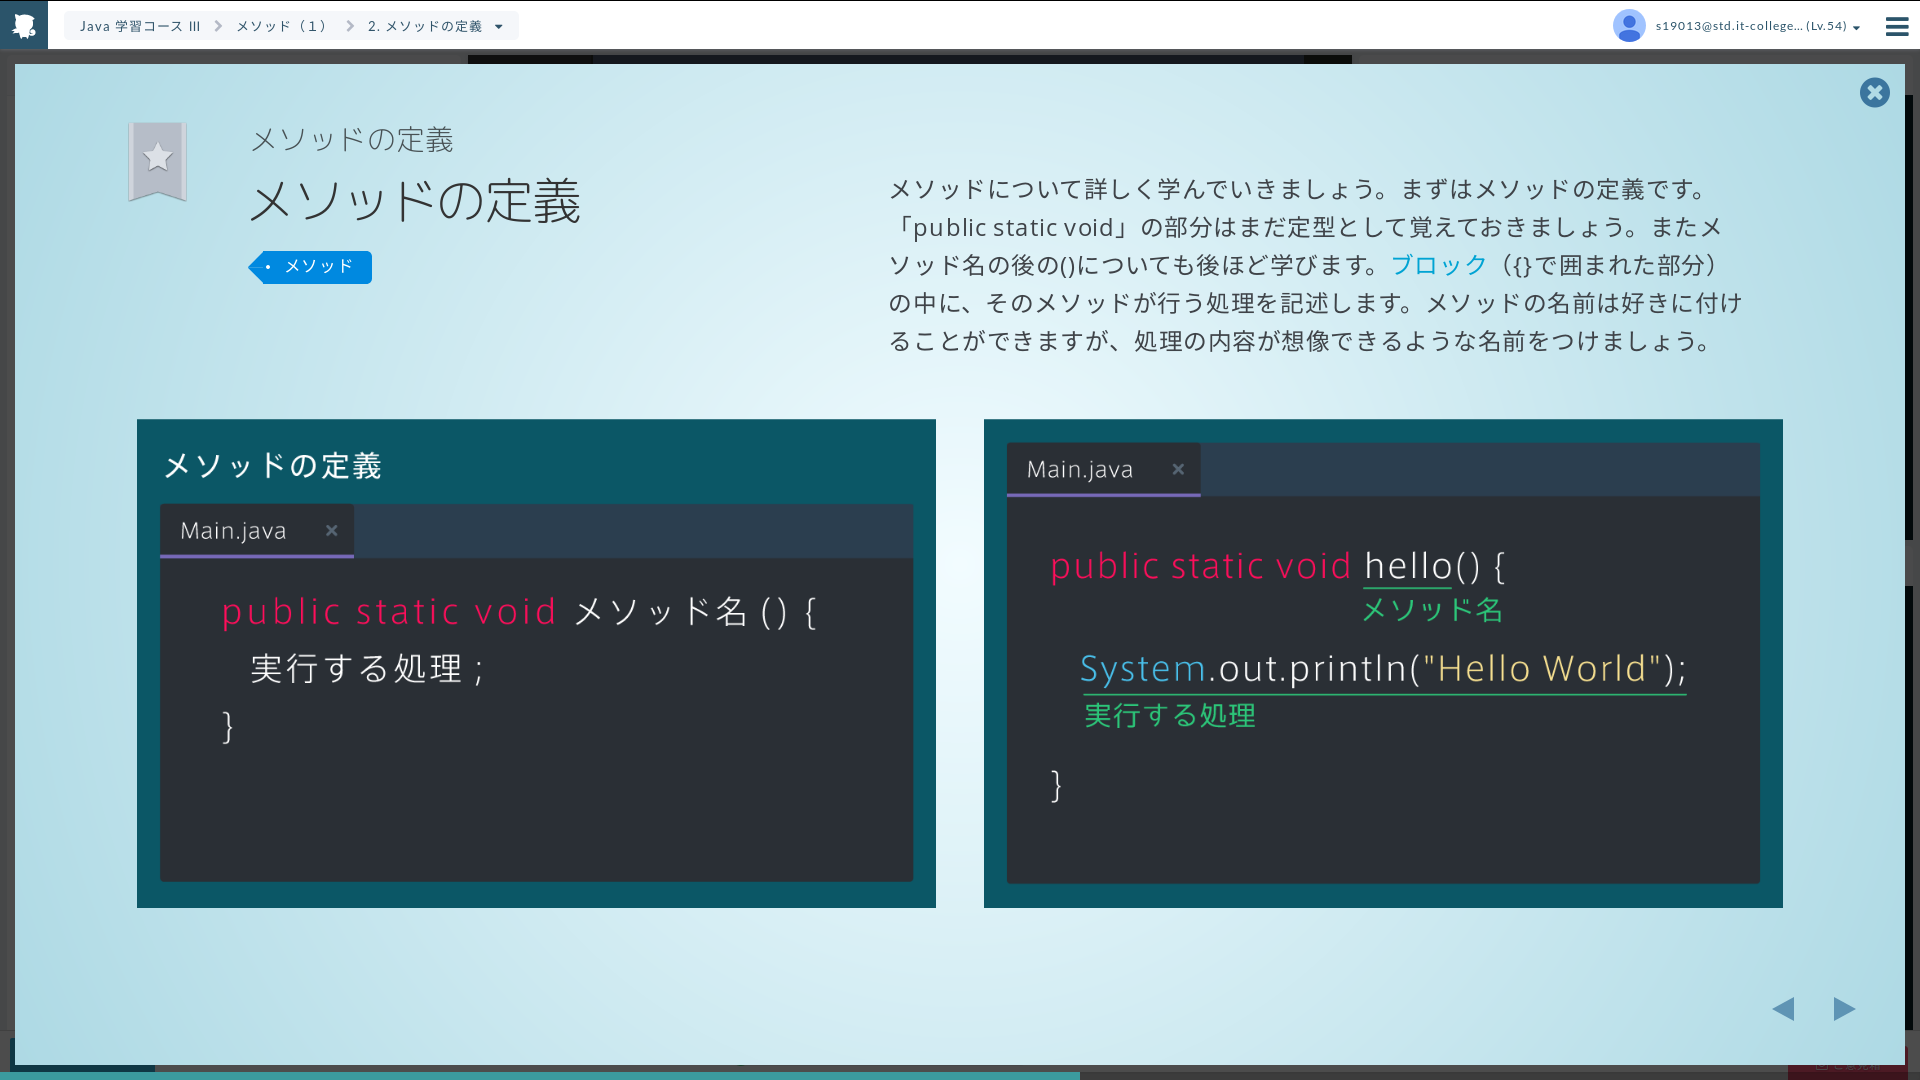 Java 学習コース III
メソッド（１）
2. メソッドの定義
s19013@std.it-college... (Lv.54)
メソッドの定義
メソッドの定義
メソッド
メソッドについて詳しく学んでいきましょう。まずはメソッドの定義です。
「public static void」の部分はまだ定型として覚えておきましょう。またメ
ソッド名の後の()についても後ほど学びます。ブロック（{}で囲まれた部分）
の中に、そのメソッドが行う処理を記述します。メソッドの名前は好きに付け
ることができますが、処理の内容が想像できるような名前をつけましょう。
メソッドの定義
Main.java
public static void メソッド名 () {
実行する処理 ;
}
Main.java
public static void hello() {
メソッド名
System.out.println("Hello World");
実行する処理
}